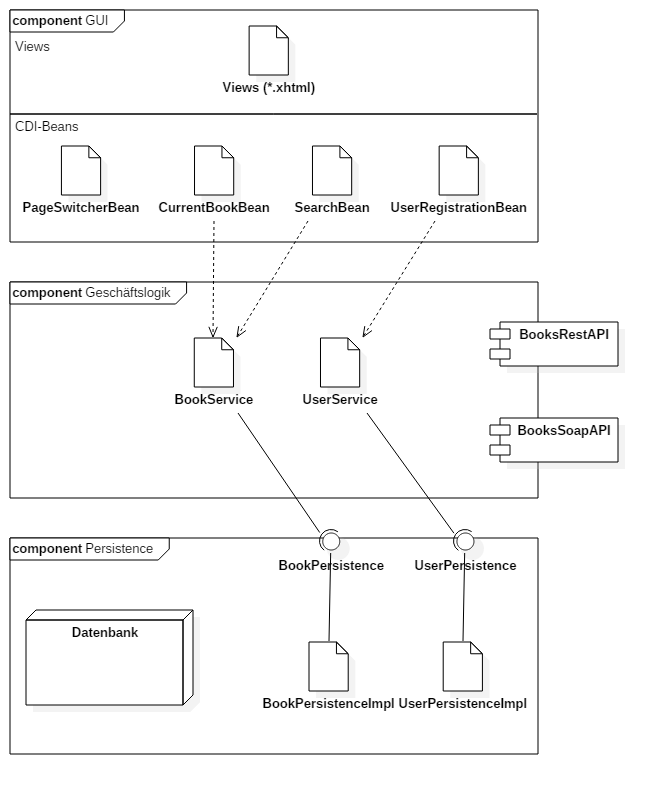 component GUI
Views
Views (*.xhtml)
CDI-Beans
PageSwitcherBean CurrentBookBean SearchBean UserRegistrationBean
component Geschäftslogik
BooksRestAPI
BookService UserService
BooksSoapAPI
component Persistence
BookPersistence UserPersistence
Datenbank
BookPersistenceImpl UserPersistenceImpl